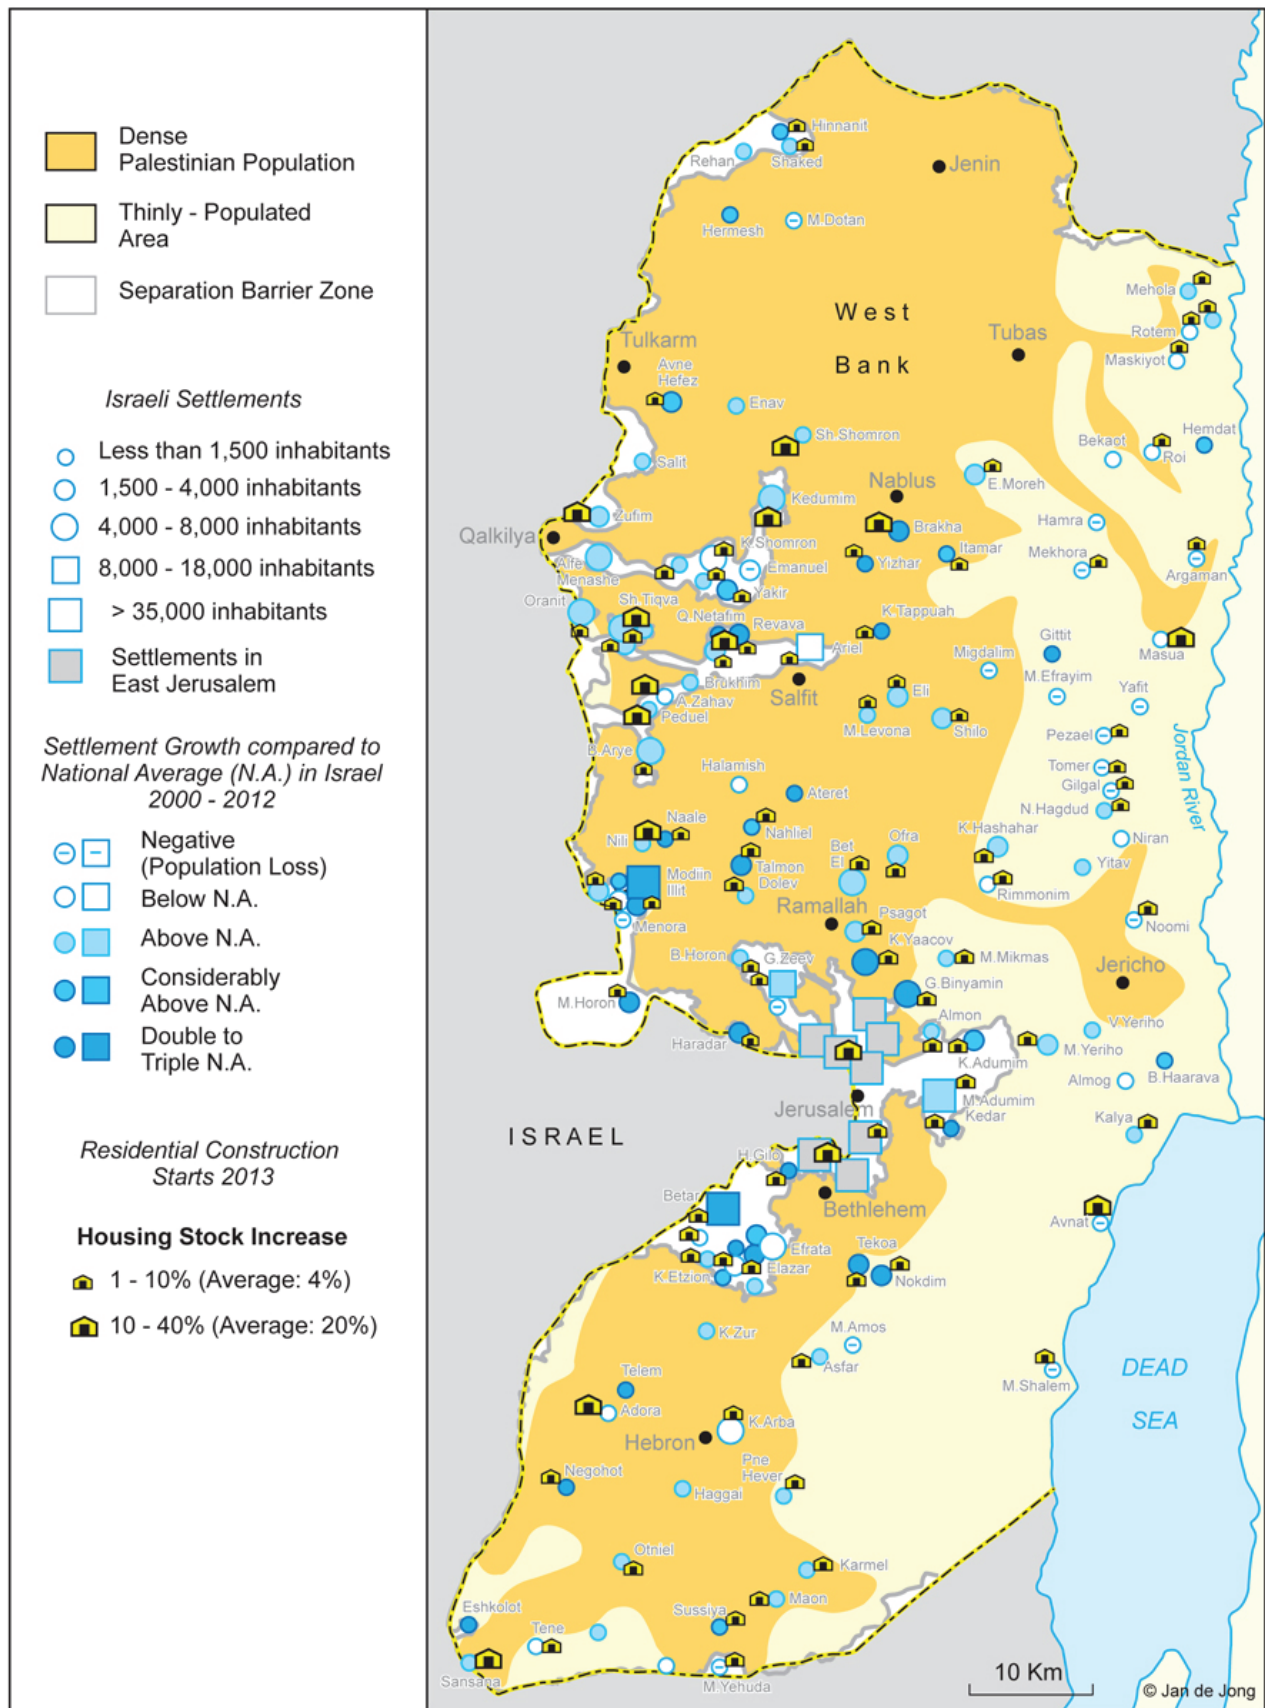 Dense
Palestinian Population
Thinly - Populated
Area
Separation Barrier Zone
Israeli Settlements
Less than 1,500 inhabitants
1,500 - 4,000 inhabitants
4,000 - 8,000 inhabitants
8,000 - 18,000 inhabitants
> 35,000 inhabitants
Settlements in
East Jerusalem
Settlement Growth compared to
National Average (N.A.) in Israel
2000 - 2012
Negative
(Population Loss)
Below N.A.
Above N.A.
Considerably
Above N.A.
Double to
Triple N.A.
Residential Construction
Starts 2013
Housing Stock Increase
1 - 10% (Average: 4%)
10 - 40% (Average: 20%)
Hinnanit
Rehan
Shaked
Jenin
Hermesh
M.Dotan
Mehola
West
Bank
Tulkarm
Tubas
Rotem
Maskiyot
Avne
Hefez
Enav
Sh.Shomron
Salit
Bekaot
Roi
Hemdat
Nablus
E.Moreh
Kedumim
Zufim
Qalkilya
Brakha
Hamra
K.Shomron
Itamar
Mekhora
Alfe
Menashe
Emanuel
Yizhar
Argaman
Yakir
Oranit
Sh.Tiqva
Q.Netafim
Revava
K.Tappuah
Gittit
Masua
Ariel
Migdalim
M.Efrayim
Yafit
Brukhim
A.Zahav
Salfit
Eli
Peduel
M.Levona
Shilo
Pezael
B.Arye
Halamish
Tomer
Gilgal
Jordan River
Ateret
N.Hagdud
Naale
Nili
Nahliel
Ofra
K.Hashahar
Niran
Bet
El
Modiin
Illit
Talmon
Dolev
Yitav
Rimmonim
Ramallah
Menora
Psagot
Noomi
K.Yaacov
B.Horon
G.Zeev
M.Mikmas
Jericho
G.Binyamin
M.Horon
Almon
V.Yeriho
Haradar
K.Adumim
M.Yeriho
Almog
B.Haarava
M.Adumim
Kedar
Jerusalem
Kalya
ISRAEL
H.Gilo
Betar
Bethlehem
Avnat
Efrata
Tekoa
Elazar
K.Etzion
Nokdim
K.Zur
M.Amos
Asfar
M.Shalem
DEAD
SEA
Telem
Adora
K.Arba
Hebron
Pne
Hever
Negohot
Haggai
Otniel
Karmel
Maon
Eshkolot
Sussiya
Tene
Sansana
M.Yehuda
10 Km
© Jan de Jong